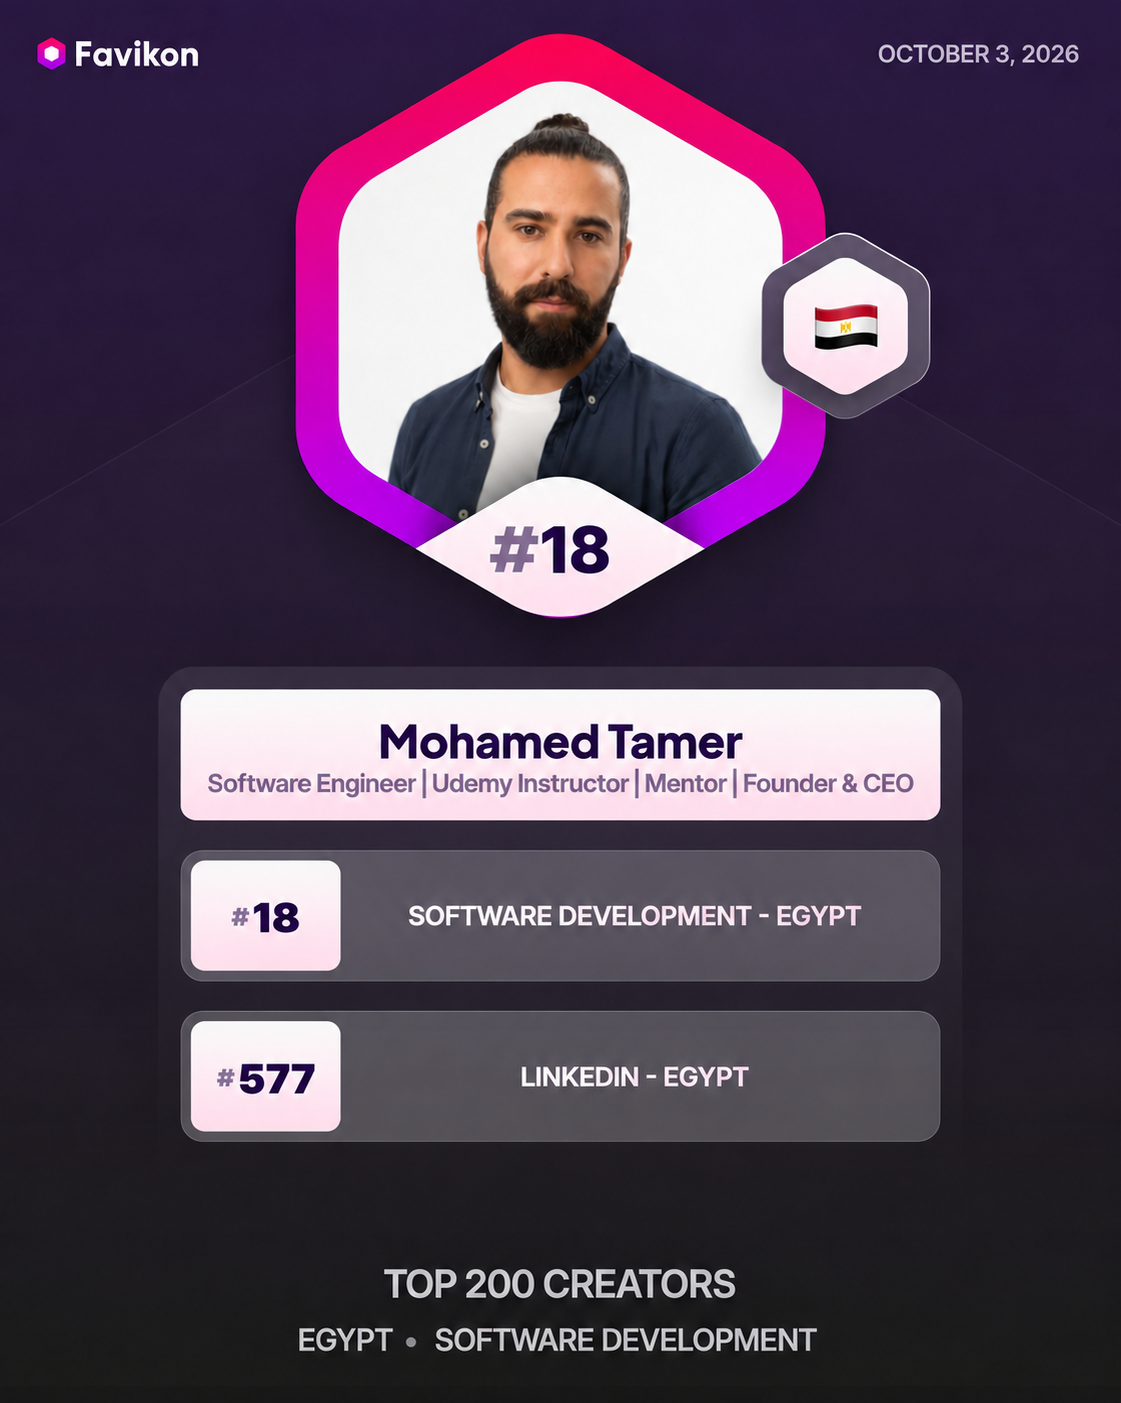 Favikon
OCTOBER 3, 2026
#18
Mohamed Tamer
Software Engineer | Udemy Instructor | Mentor | Founder & CEO
#18
SOFTWARE DEVELOPMENT - EGYPT
#577
LINKEDIN - EGYPT
TOP 200 CREATORS
EGYPT • SOFTWARE DEVELOPMENT